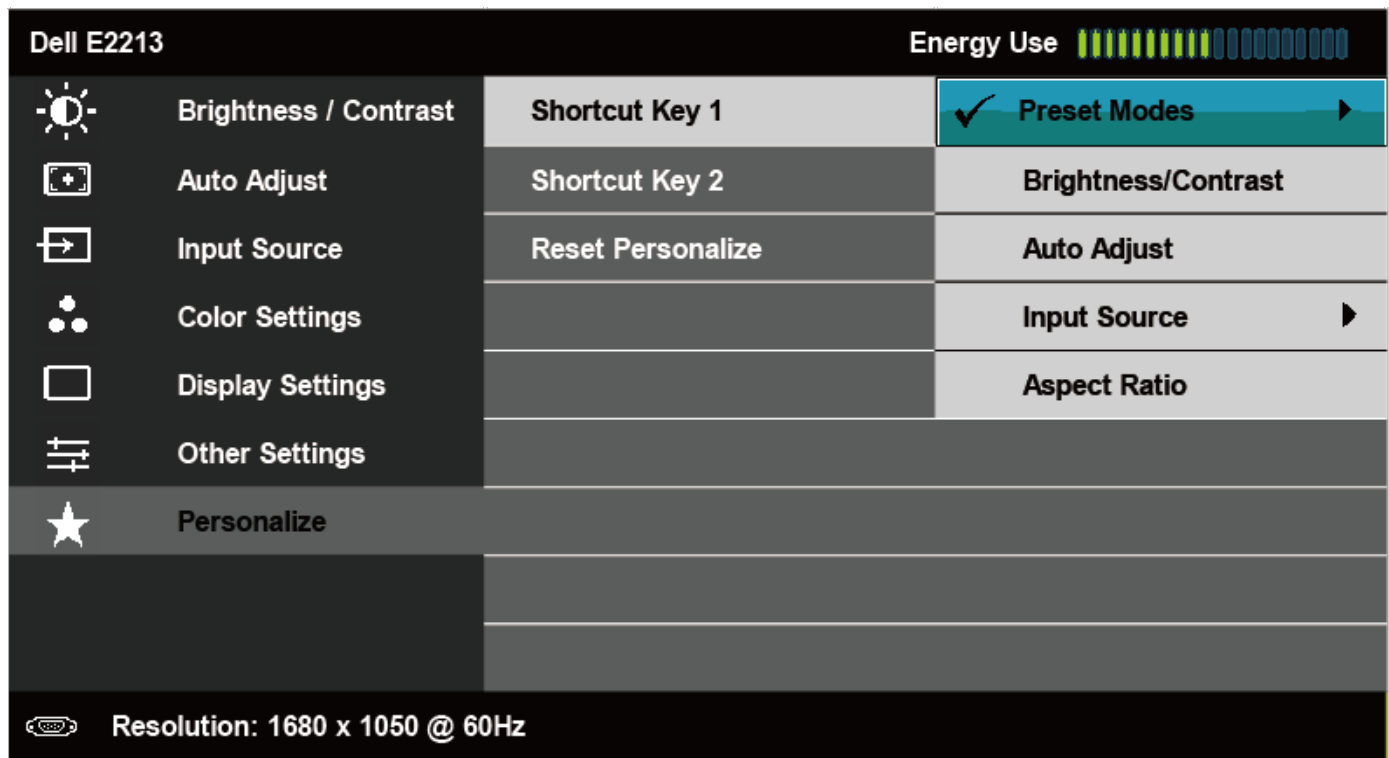 Dell E2213 Energy Use
Brightness / Contrast Shortcut Key 1 Preset Modes
Auto Adjust Shortcut Key 2 Brightness/Contrast
Input Source Reset Personalize Auto Adjust
Color Settings Input Source
Display Settings Aspect Ratio
Other Settings
Personalize
Resolution: 1680 x 1050 @ 60Hz